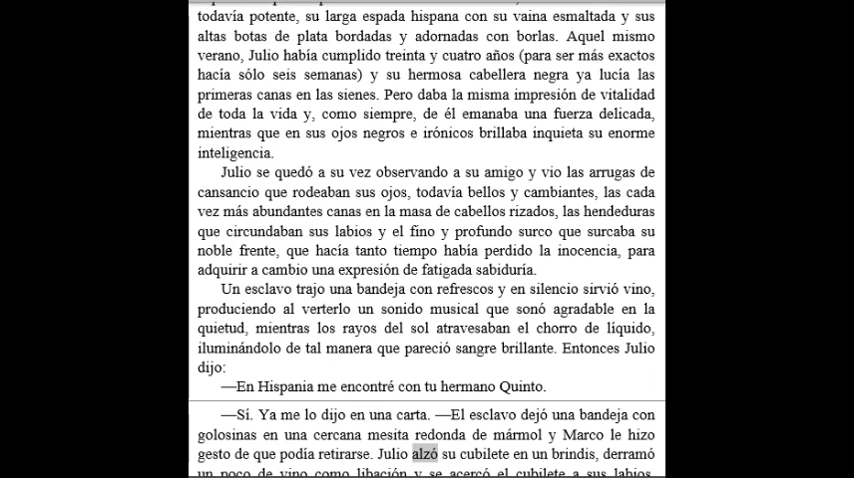 todavía potente, su larga espada hispana con su vaina esmaltada y sus
altas botas de plata bordadas y adornadas con borlas. Aquel mismo
verano, Julio había cumplido treinta y cuatro años (para ser más exactos
hacía sólo seis semanas) y su hermosa cabellera negra ya lucía las
primeras canas en las sienes. Pero daba la misma impresión de vitalidad
de toda la vida y, como siempre, de él emanaba una fuerza delicada,
mientras que en sus ojos negros e irónicos brillaba inquieta su enorme
inteligencia.
Julio se quedó a su vez observando a su amigo y vio las arrugas de
cansancio que rodeaban sus ojos, todavía bellos y cambiantes, las cada
vez más abundantes canas en la masa de cabellos rizados, las hendeduras
que circundaban sus labios y el fino y profundo surco que surcaba su
noble frente, que hacía tanto tiempo había perdido la inocencia, para
adquirir a cambio una expresión de fatigada sabiduría.
Un esclavo trajo una bandeja con refrescos y en silencio sirvió vino,
produciendo al verterlo un sonido musical que sonó agradable en la
quietud, mientras los rayos del sol atravesaban el chorro de líquido,
iluminándolo de tal manera que pareció sangre brillante. Entonces Julio
dijo:
—En Hispania me encontré con tu hermano Quinto.
—Sí. Ya me lo dijo en una carta. —El esclavo dejó una bandeja con
golosinas en una cercana mesita redonda de mármol y Marco le hizo
gesto de que podía retirarse. Julio alzó su cubilete en un brindis, derramó
un poco de vino como libación y se acercó el cubilete a sus labios.